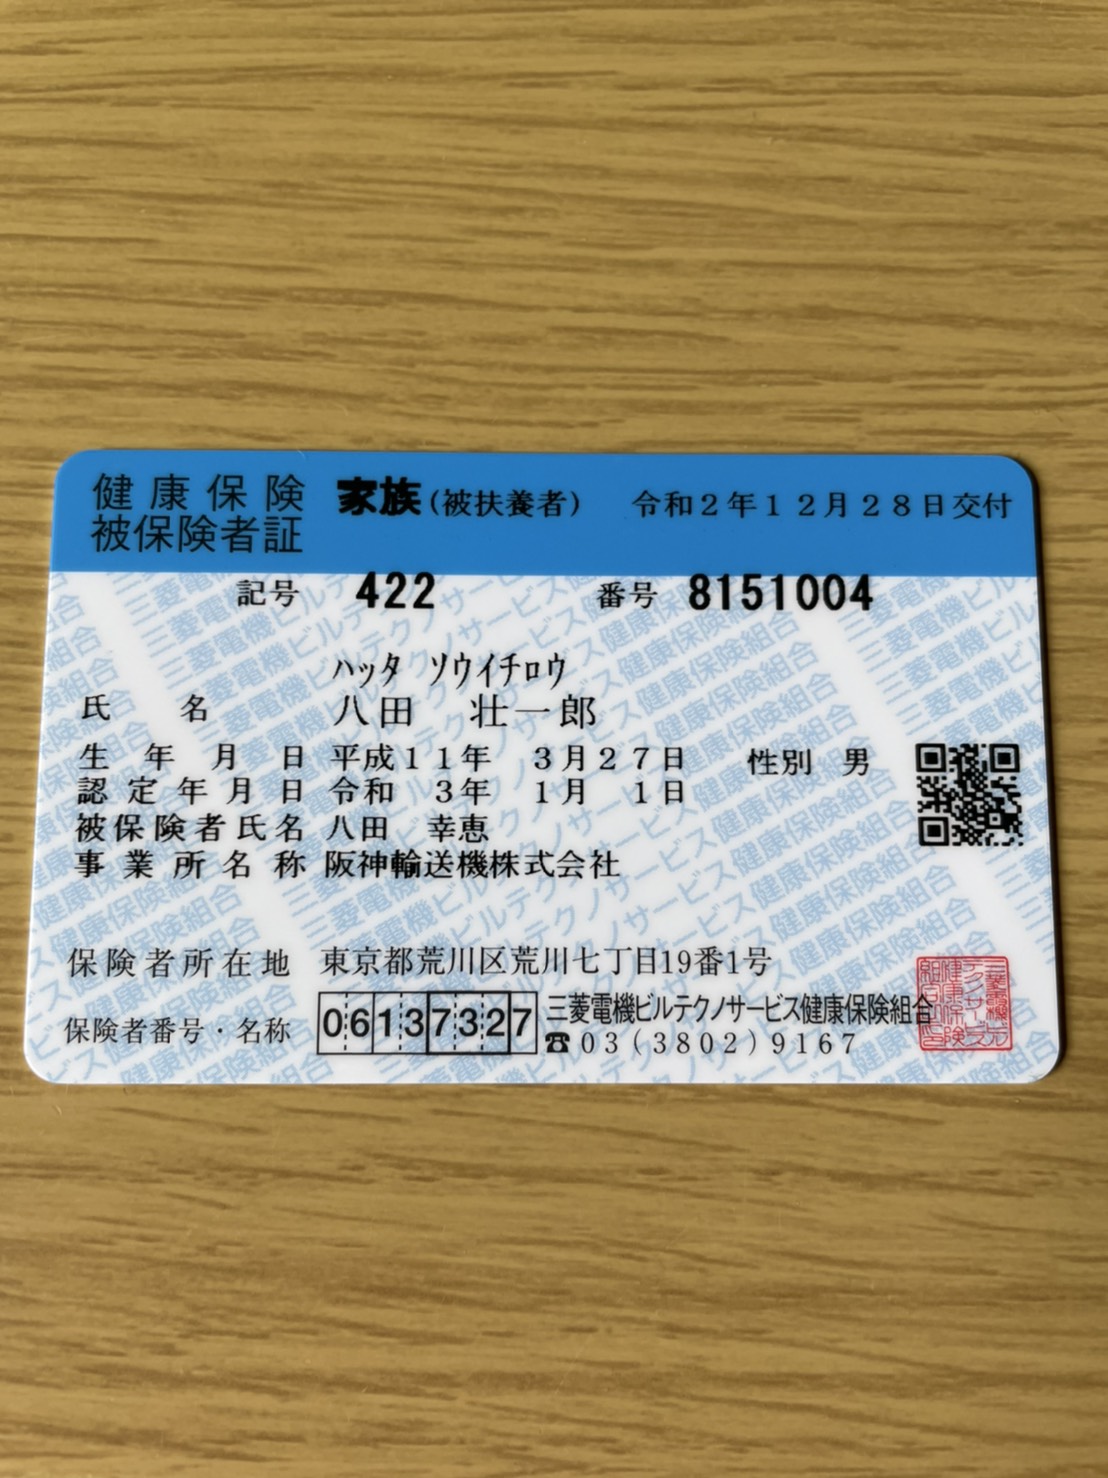 健康保険 家族(被扶養者) 令和2年12月28日交付
被保険者証
記号 422 番号 8151004
ハッタ ソウイチロウ
氏名 八田 壮一郎
生年月日 平成11年 3月27日 性別 男
認定年月日 令和 3年 1月 1日
被保険者氏名 八田 幸恵
事業所名称 阪神輸送機株式会社
保険者所在地 東京都荒川区荒川七丁目19番1号
保険者番号・名称 06137327 三菱電機ビルテクノサービス健康保険組合
☎03(3802)9167